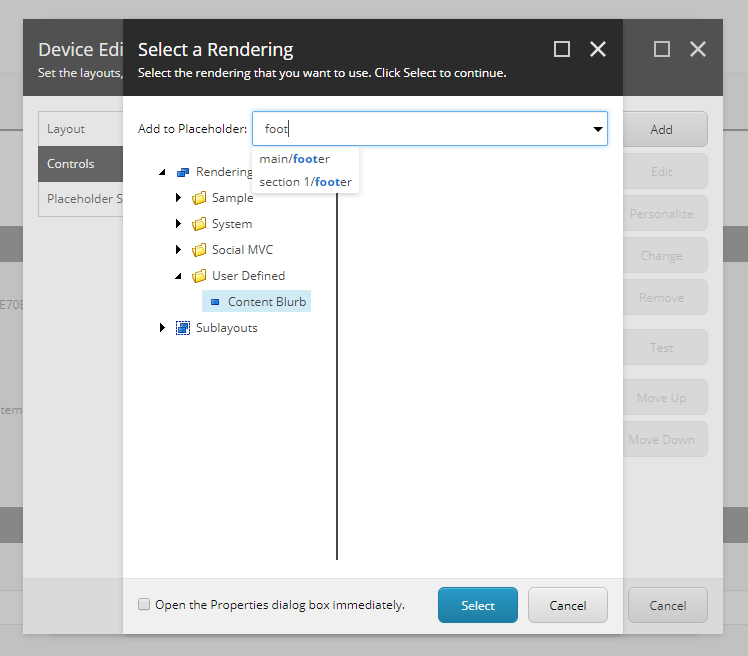 Device Edi
Set the layouts,
Select a Rendering
Select the rendering that you want to use. Click Select to continue.
Layout
Controls
Placeholder S
Add to Placeholder:
foot
main/footer
section 1/footer
Rendering
Sample
System
Social MVC
User Defined
Content Blurb
Sublayouts
Add
Edit
Personalize
Change
Remove
Test
Move Up
Move Down
E70E
tem
Open the Properties dialog box immediately.
Select
Cancel
Cancel